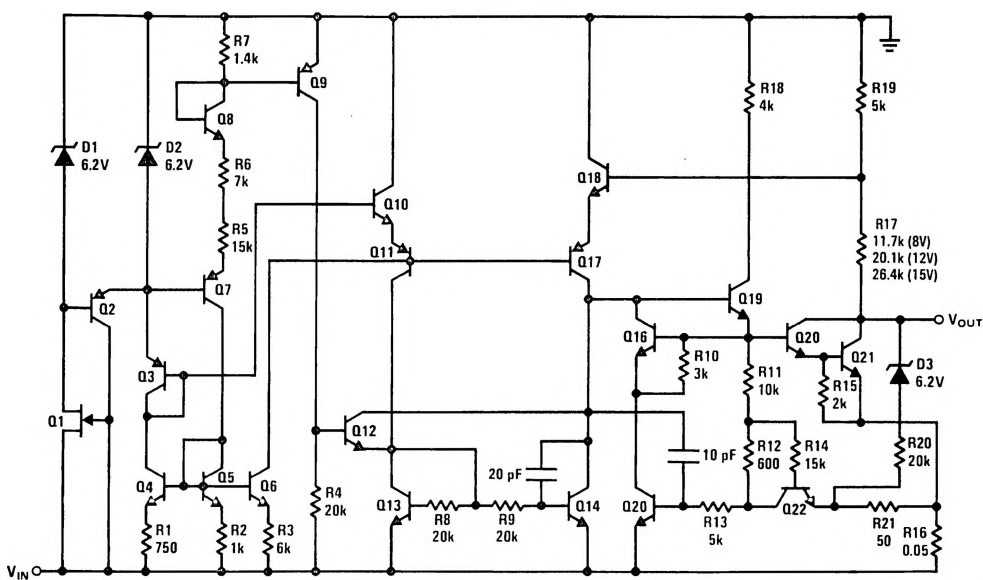 R7
1.4k
Q9
R18
4k
R19
5k
Q8
D1
6.2V
D2
6.2V
R6
7k
Q18
Q10
R17
11.7k (8V)
20.1k (12V)
26.4k (15V)
R5
15k
Q11
Q17
Q2
Q7
Q19
VOUT
Q16
R10
3k
Q20
Q21
D3
6.2V
Q3
R11
10k
R15
2k
Q1
Q12
20 pF
10 pF
R12
600
R14
15k
R20
20k
Q4
Q5
Q6
R4
20k
Q13
R8
20k
R9
20k
Q14
Q20
R13
5k
Q22
R21
50
R16
0.05
R1
750
R2
1k
R3
6k
VIN